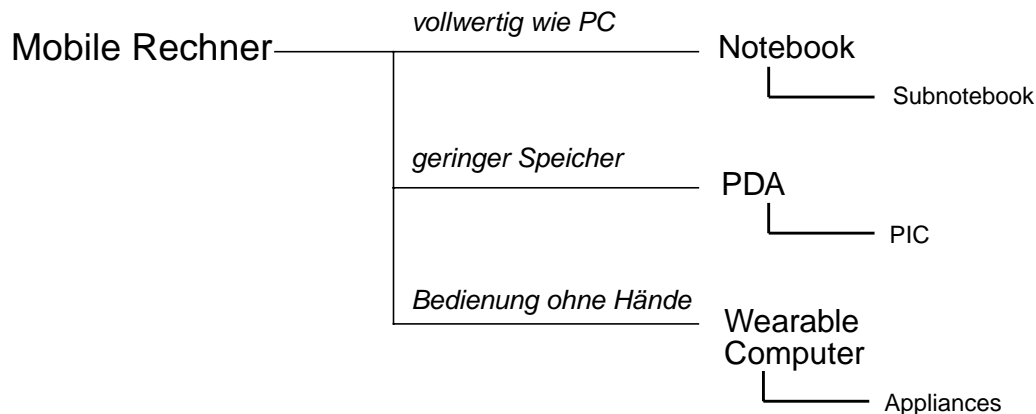 vollwertig wie PC
Mobile Rechner
Notebook
Subnotebook
geringer Speicher
PDA
PIC
Bedienung ohne Hände
Wearable
Computer
Appliances